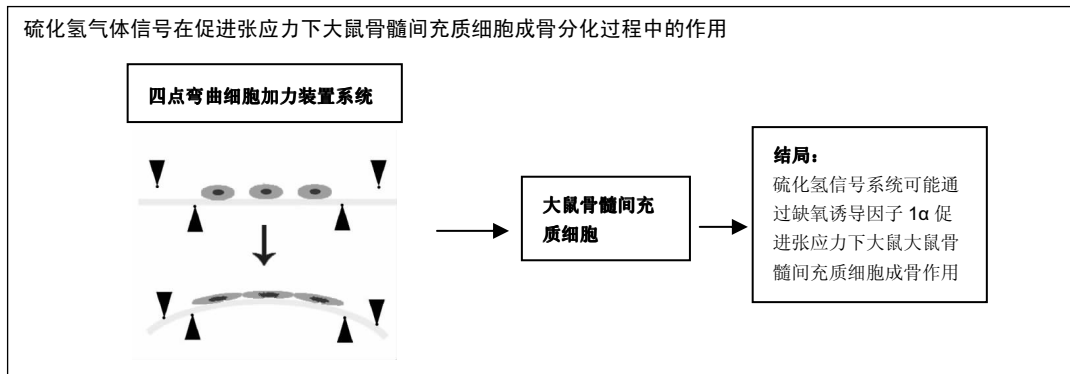 硫化氢气体信号在促进张应力下大鼠骨髓间充质细胞成骨分化过程中的作用
四点弯曲细胞加力装置系统
大鼠骨髓间充
质细胞
结局：
硫化氢信号系统可能通
过缺氧诱导因子 1α 促
进张应力下大鼠大鼠骨
髓间充质细胞成骨作用